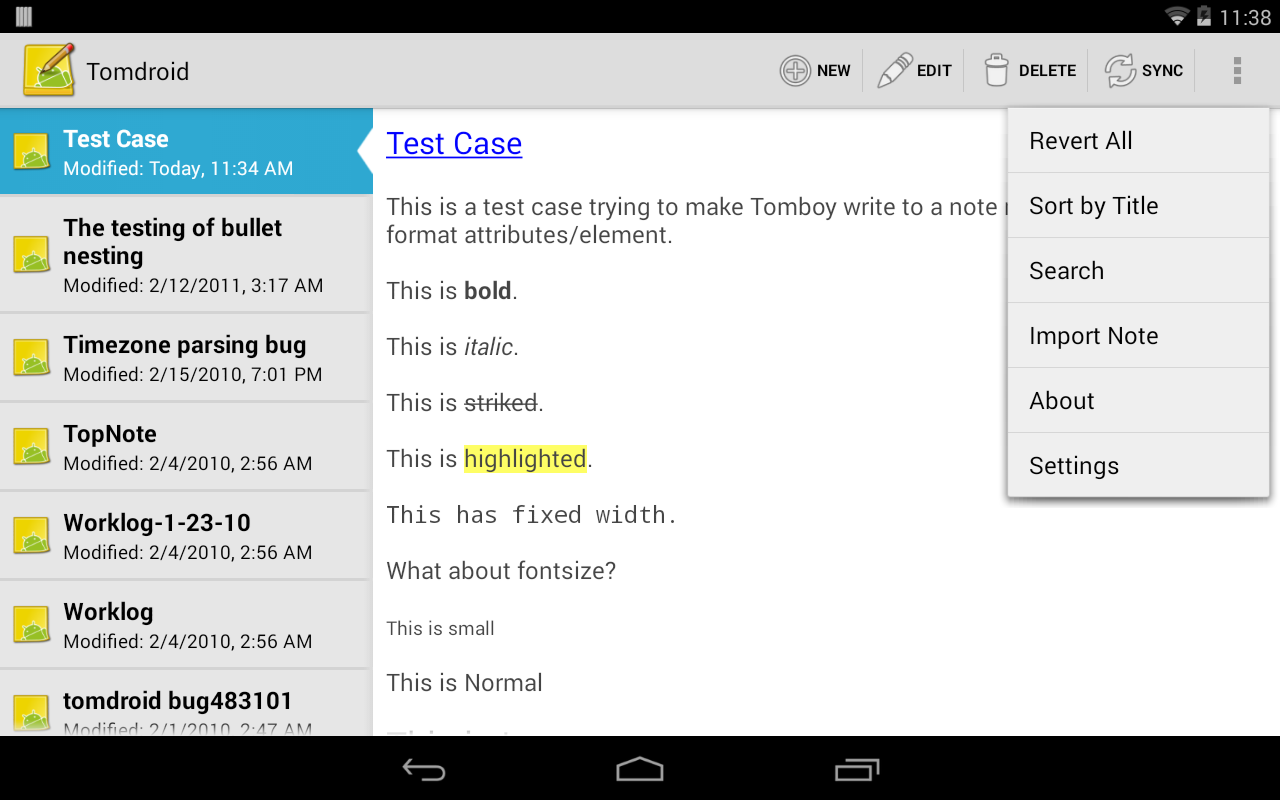 11:38
Tomdroid
NEW
EDIT
DELETE
SYNC
Test Case
Modified: Today, 11:34 AM
The testing of bullet
nesting
Modified: 2/12/2011, 3:17 AM
Timezone parsing bug
Modified: 2/15/2010, 7:01 PM
TopNote
Modified: 2/4/2010, 2:56 AM
Worklog-1-23-10
Modified: 2/4/2010, 2:56 AM
Worklog
Modified: 2/4/2010, 2:56 AM
tomdroid bug483101
Modified: 2/1/2010, 2:47 AM
Test Case
This is a test case trying to make Tomboy write to a note
format attributes/element.
This is bold.
This is italic.
This is striked.
This is highlighted.
This has fixed width.
What about fontsize?
This is small
This is Normal
Revert All
Sort by Title
Search
Import Note
About
Settings